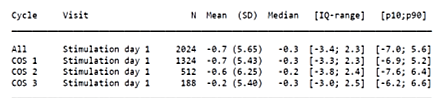 Cycle Visit N Mean (SD) Median [IQ-range] [p10;p90]
All Stimulation day 1 2024 -0.7 (5.65) -0.3 [-3.4; 2.3] [-7.0; 5.6]
COS 1 Stimulation day 1 1324 -0.7 (5.43) -0.3 [-3.3; 2.3] [-6.9; 5.2]
COS 2 Stimulation day 1 512 -0.6 (6.25) -0.2 [-3.8; 2.4] [-7.6; 6.4]
COS 3 Stimulation day 1 188 -0.2 (5.40) -0.3 [-3.0; 2.5] [-6.2; 6.6]